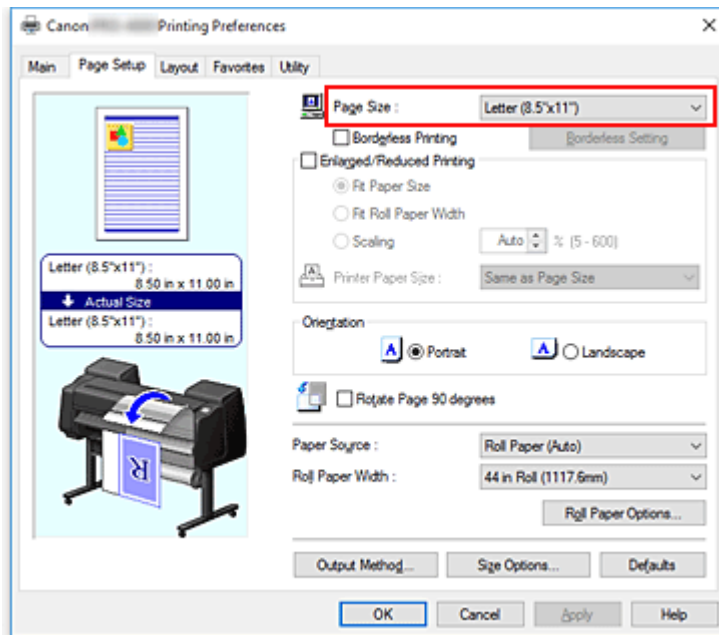 Canon Printing Preferences
Main Page Setup Layout Favorites Utility
Page Size : Letter (8.5"x11")
Borderless Printing Borderless Setting
Enlarged/Reduced Printing
Fit Paper Size
Fit Roll Paper Width
Scaling Auto % (5 - 600)
Printer Paper Size : Same as Page Size
Letter (8.5"x11") :
8.50 in x 11.00 in
Actual Size
Letter (8.5"x11") :
8.50 in x 11.00 in
Orientation
A Portrait A Landscape
Rotate Page 90 degrees
R
Paper Source : Roll Paper (Auto)
Roll Paper Width : 44 in Roll (1117.6mm)
Roll Paper Options...
Output Method... Size Options... Defaults
OK Cancel Apply Help